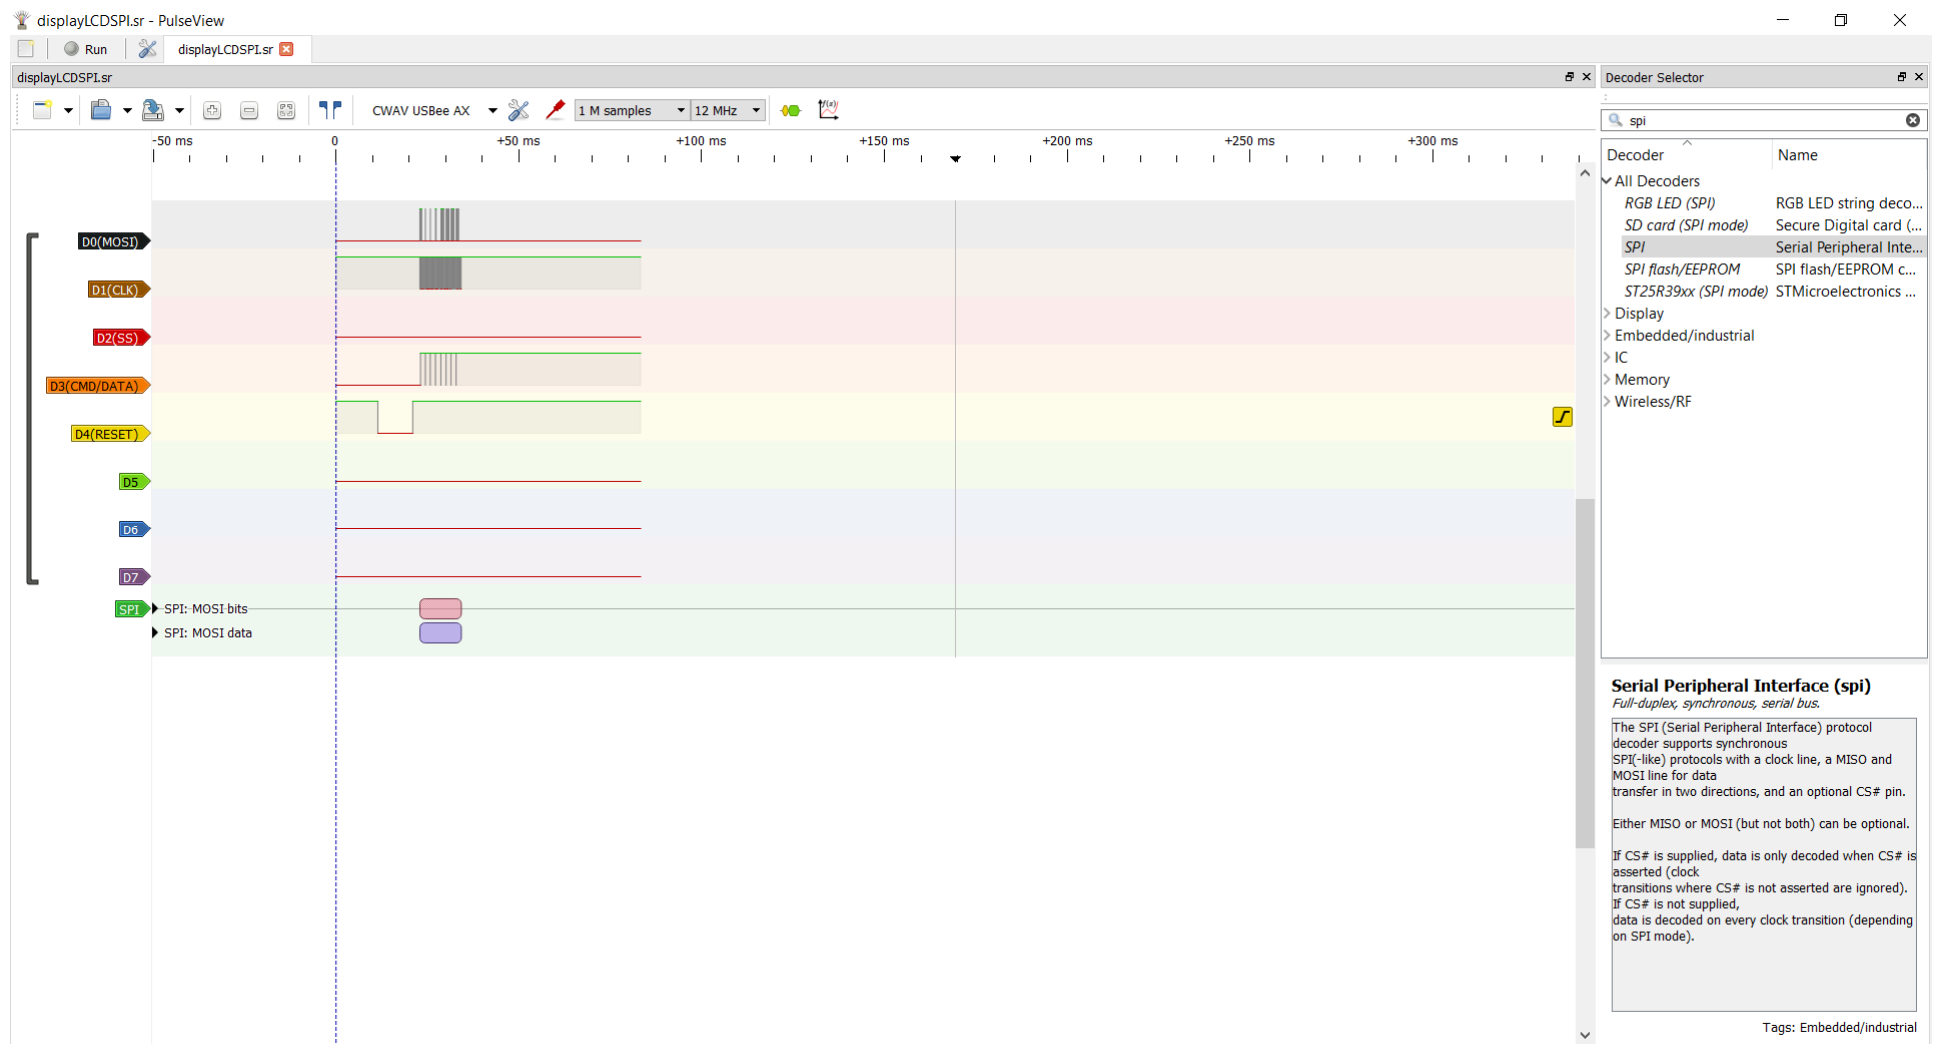 displayLCDSPI.sr - PulseView
Run
displayLCDSPI.sr
displayLCDSPI.sr
CWAV USBee AX
1 M samples
12 MHz
f(a)
-50 ms
0
+50 ms
+100 ms
+150 ms
+200 ms
+250 ms
+300 ms
D0(MOSI)
D1(CLK)
D2(SS)
D3(CMD/DATA)
D4(RESET)
D5
D6
D7
SPI
SPI: MOSI bits
SPI: MOSI data
Decoder Selector
spi
Decoder Name
All Decoders
RGB LED (SPI) RGB LED string deco...
SD card (SPI mode) Secure Digital card (...
SPI Serial Peripheral Inte...
SPI flash/EEPROM SPI flash/EEPROM c...
ST25R39xx (SPI mode) STMicroelectronics ...
Display
Embedded/industrial
IC
Memory
Wireless/RF
Serial Peripheral Interface (spi)
Full-duplex, synchronous, serial bus.
The SPI (Serial Peripheral Interface) protocol
decoder supports synchronous
SPI(-like) protocols with a clock line, a MISO and
MOSI line for data
transfer in two directions, and an optional CS# pin.
Either MISO or MOSI (but not both) can be optional.
If CS# is supplied, data is only decoded when CS# is
asserted (clock
transitions where CS# is not asserted are ignored).
If CS# is not supplied,
data is decoded on every clock transition (depending
on SPI mode).
Tags: Embedded/industrial